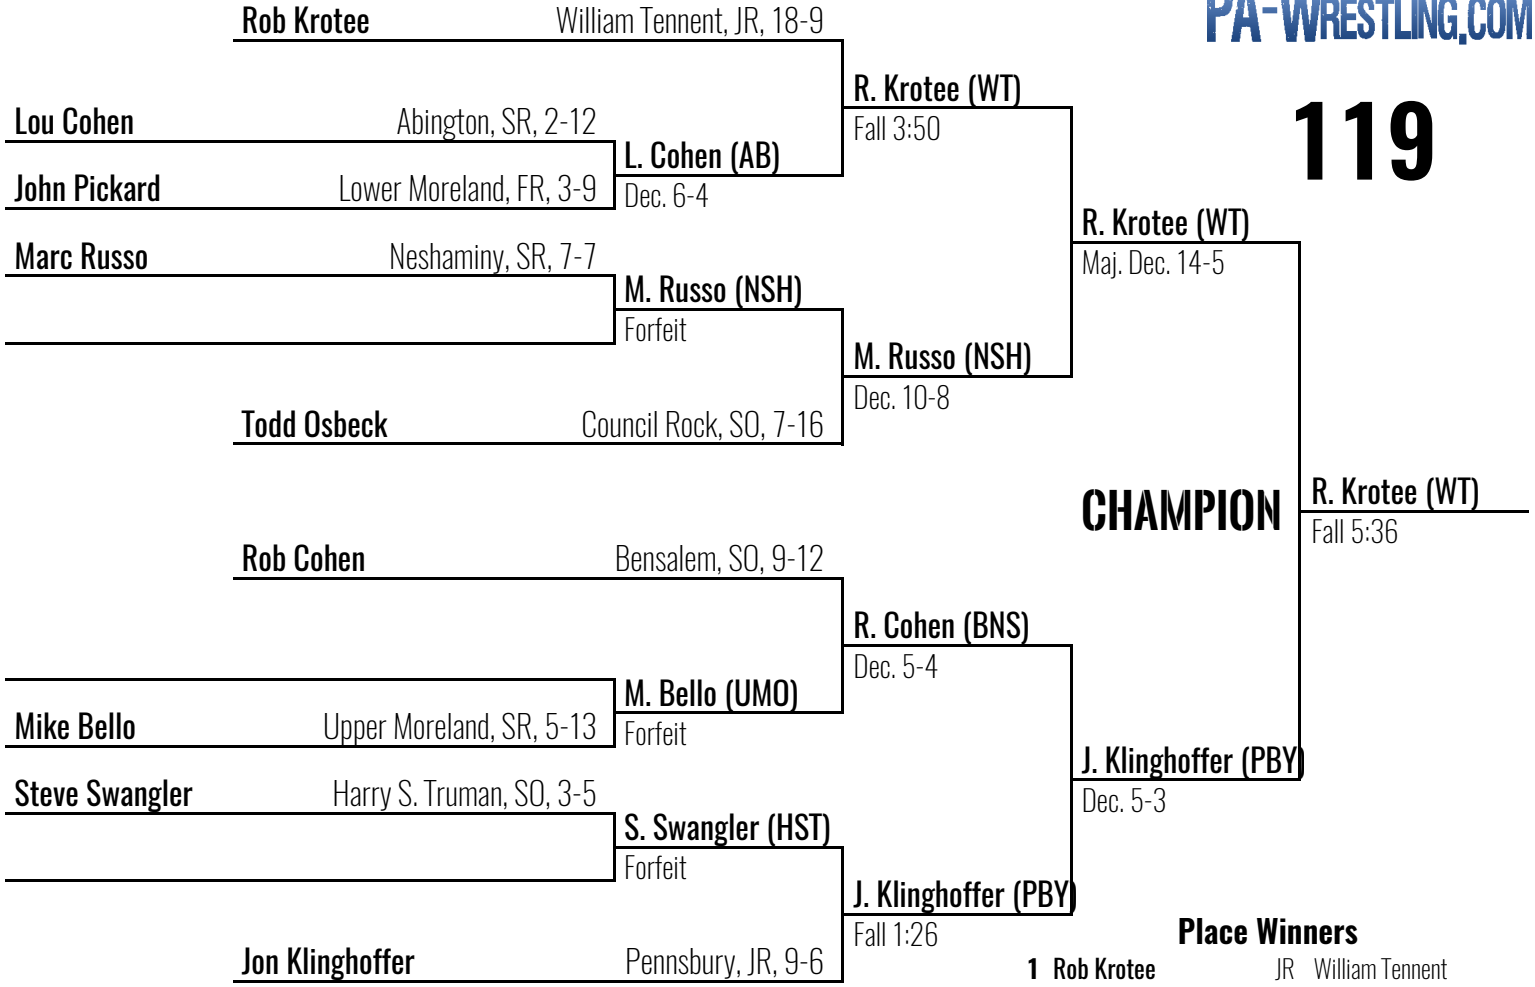 PA-WRESTLING.COM
119
Rob Krotee William Tennent, JR, 18-9
R. Krotee (WT)
Fall 3:50
Lou Cohen Abington, SR, 2-12
L. Cohen (AB)
Dec. 6-4
John Pickard Lower Moreland, FR, 3-9
R. Krotee (WT)
Maj. Dec. 14-5
Marc Russo Neshaminy, SR, 7-7
M. Russo (NSH)
Forfeit
M. Russo (NSH)
Dec. 10-8
Todd Osbeck Council Rock, SO, 7-16
CHAMPION
R. Krotee (WT)
Fall 5:36
Rob Cohen Bensalem, SO, 9-12
R. Cohen (BNS)
Dec. 5-4
M. Bello (UMO)
Forfeit
Mike Bello Upper Moreland, SR, 5-13
J. Klinghoffer (PBY)
Dec. 5-3
Steve Swangler Harry S. Truman, SO, 3-5
S. Swangler (HST)
Forfeit
J. Klinghoffer (PBY)
Fall 1:26
Jon Klinghoffer Pennsbury, JR, 9-6
Place Winners
1 Rob Krotee JR William Tennent